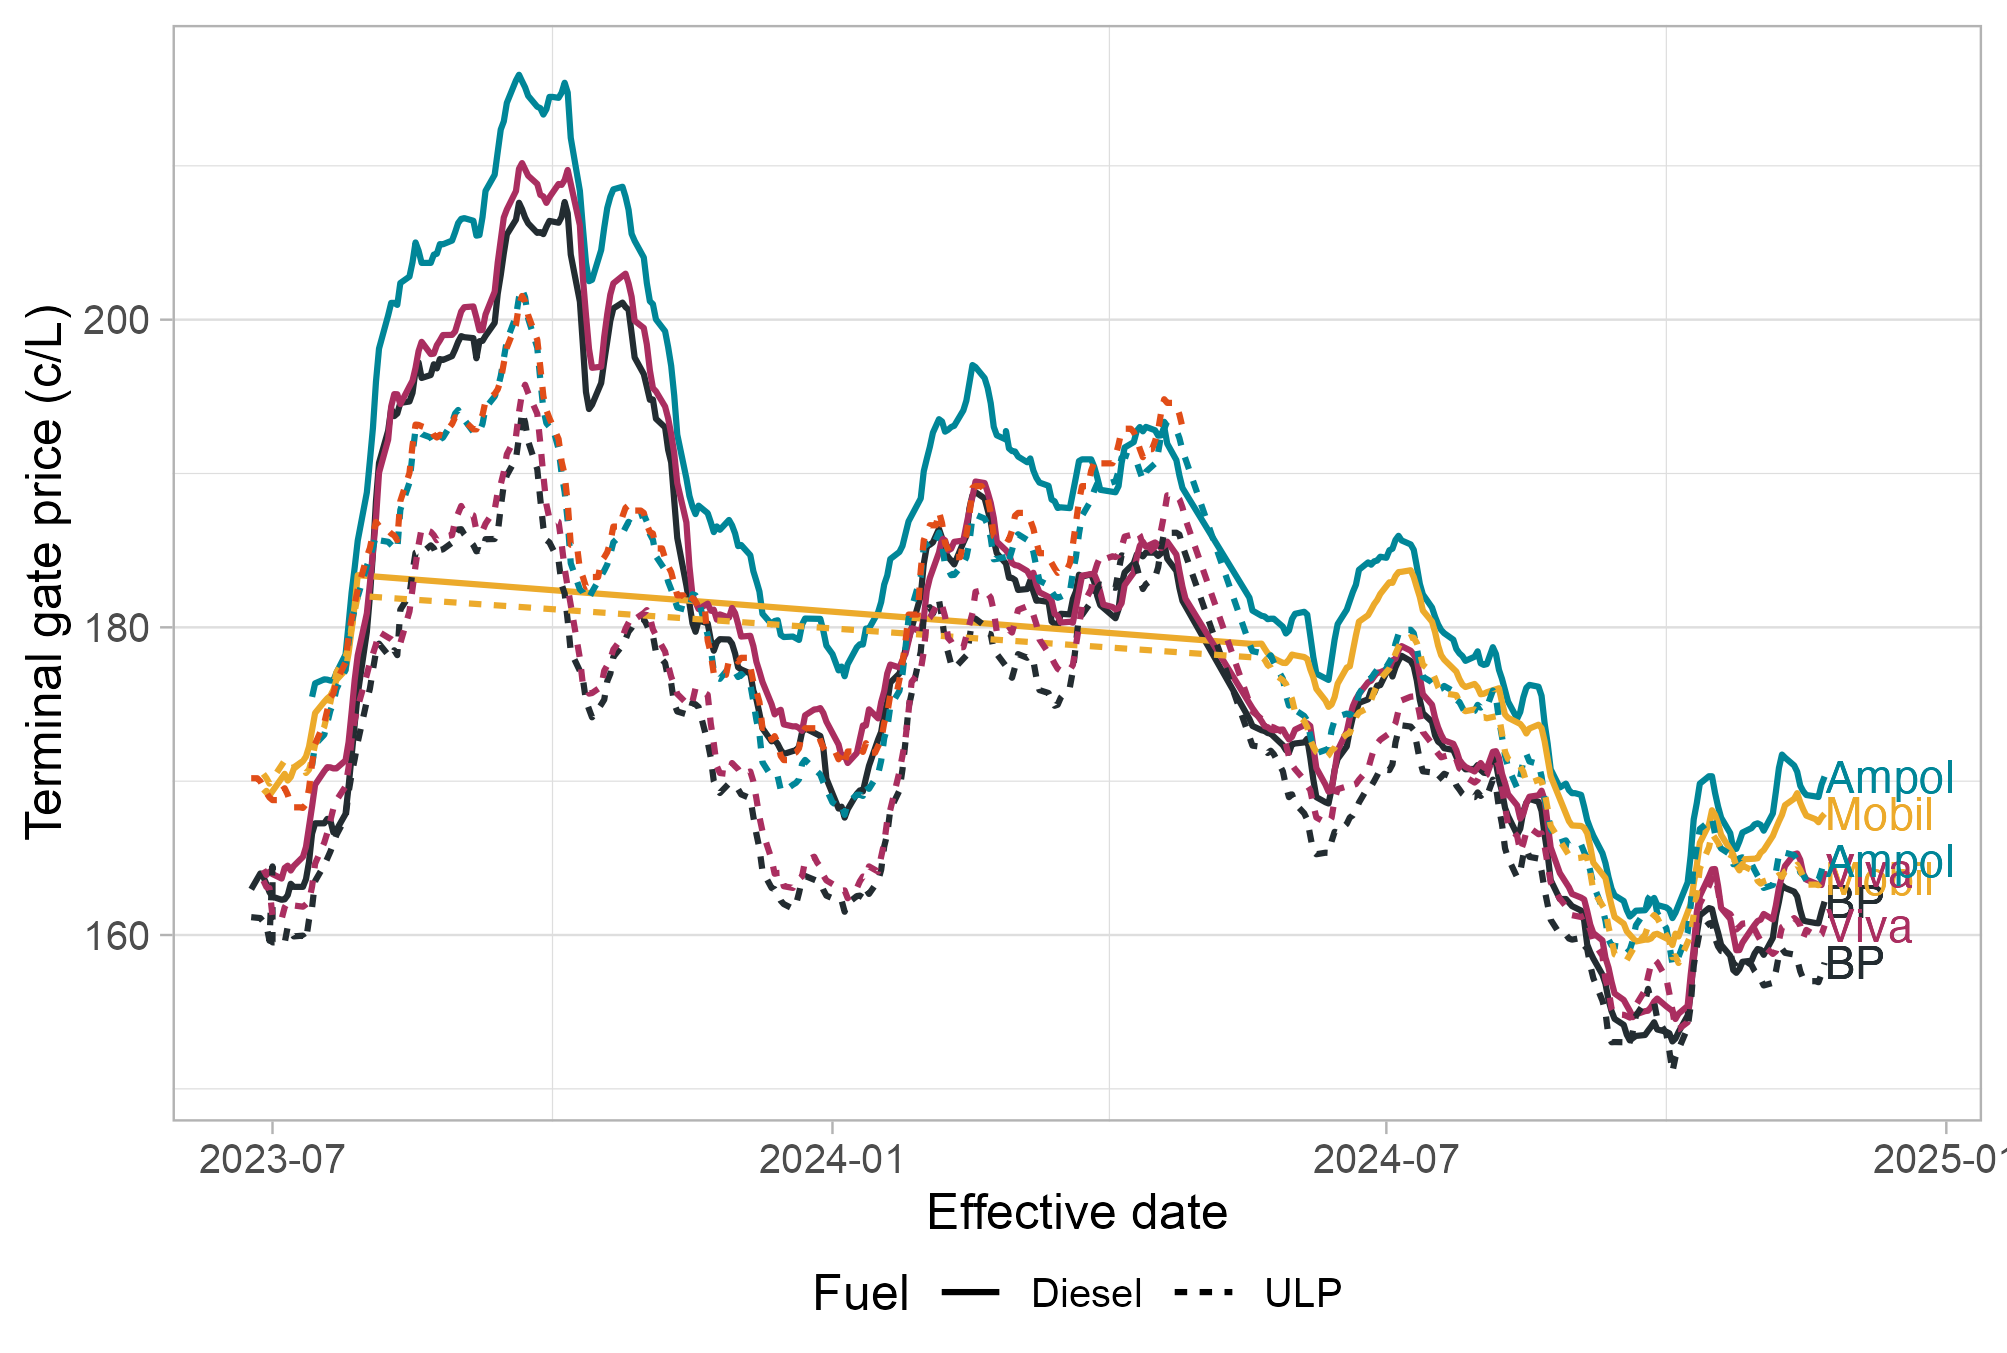 Terminal gate price (c/L)
200
180
160
Ampol
Mobil
Viva
Ampol
Mobil
BP
Viva
BP
2023-07
2024-01
2024-07
2025-01
Effective date
Fuel
Diesel
ULP